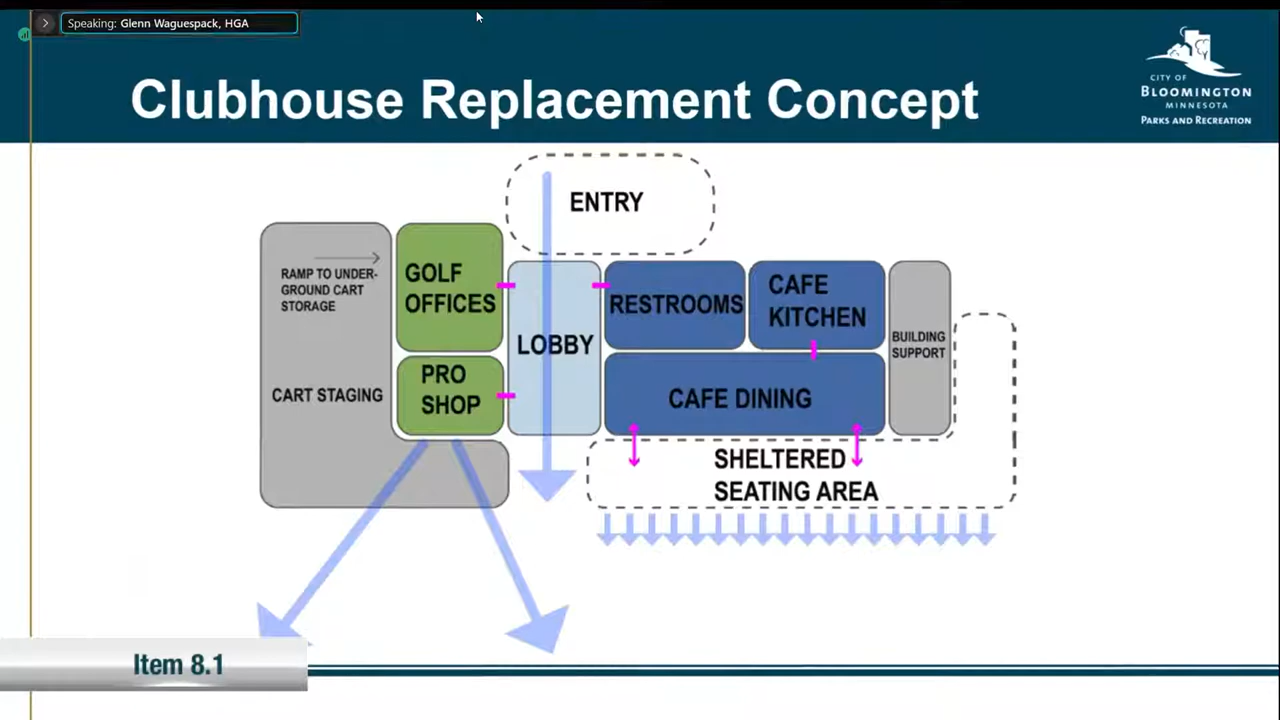 Speaking: Glenn Waguespack, HGA
Clubhouse Replacement Concept
CITY OF
BLOOMINGTON
MINNESOTA
PARKS AND RECREATION
ENTRY
RAMP TO UNDER-
GROUND CART
STORAGE
CART STAGING
GOLF
OFFICES
PRO
SHOP
LOBBY
RESTROOMS
CAFE
KITCHEN
CAFE DINING
BUILDING
SUPPORT
SHELTERED
SEATING AREA
Item 8.1